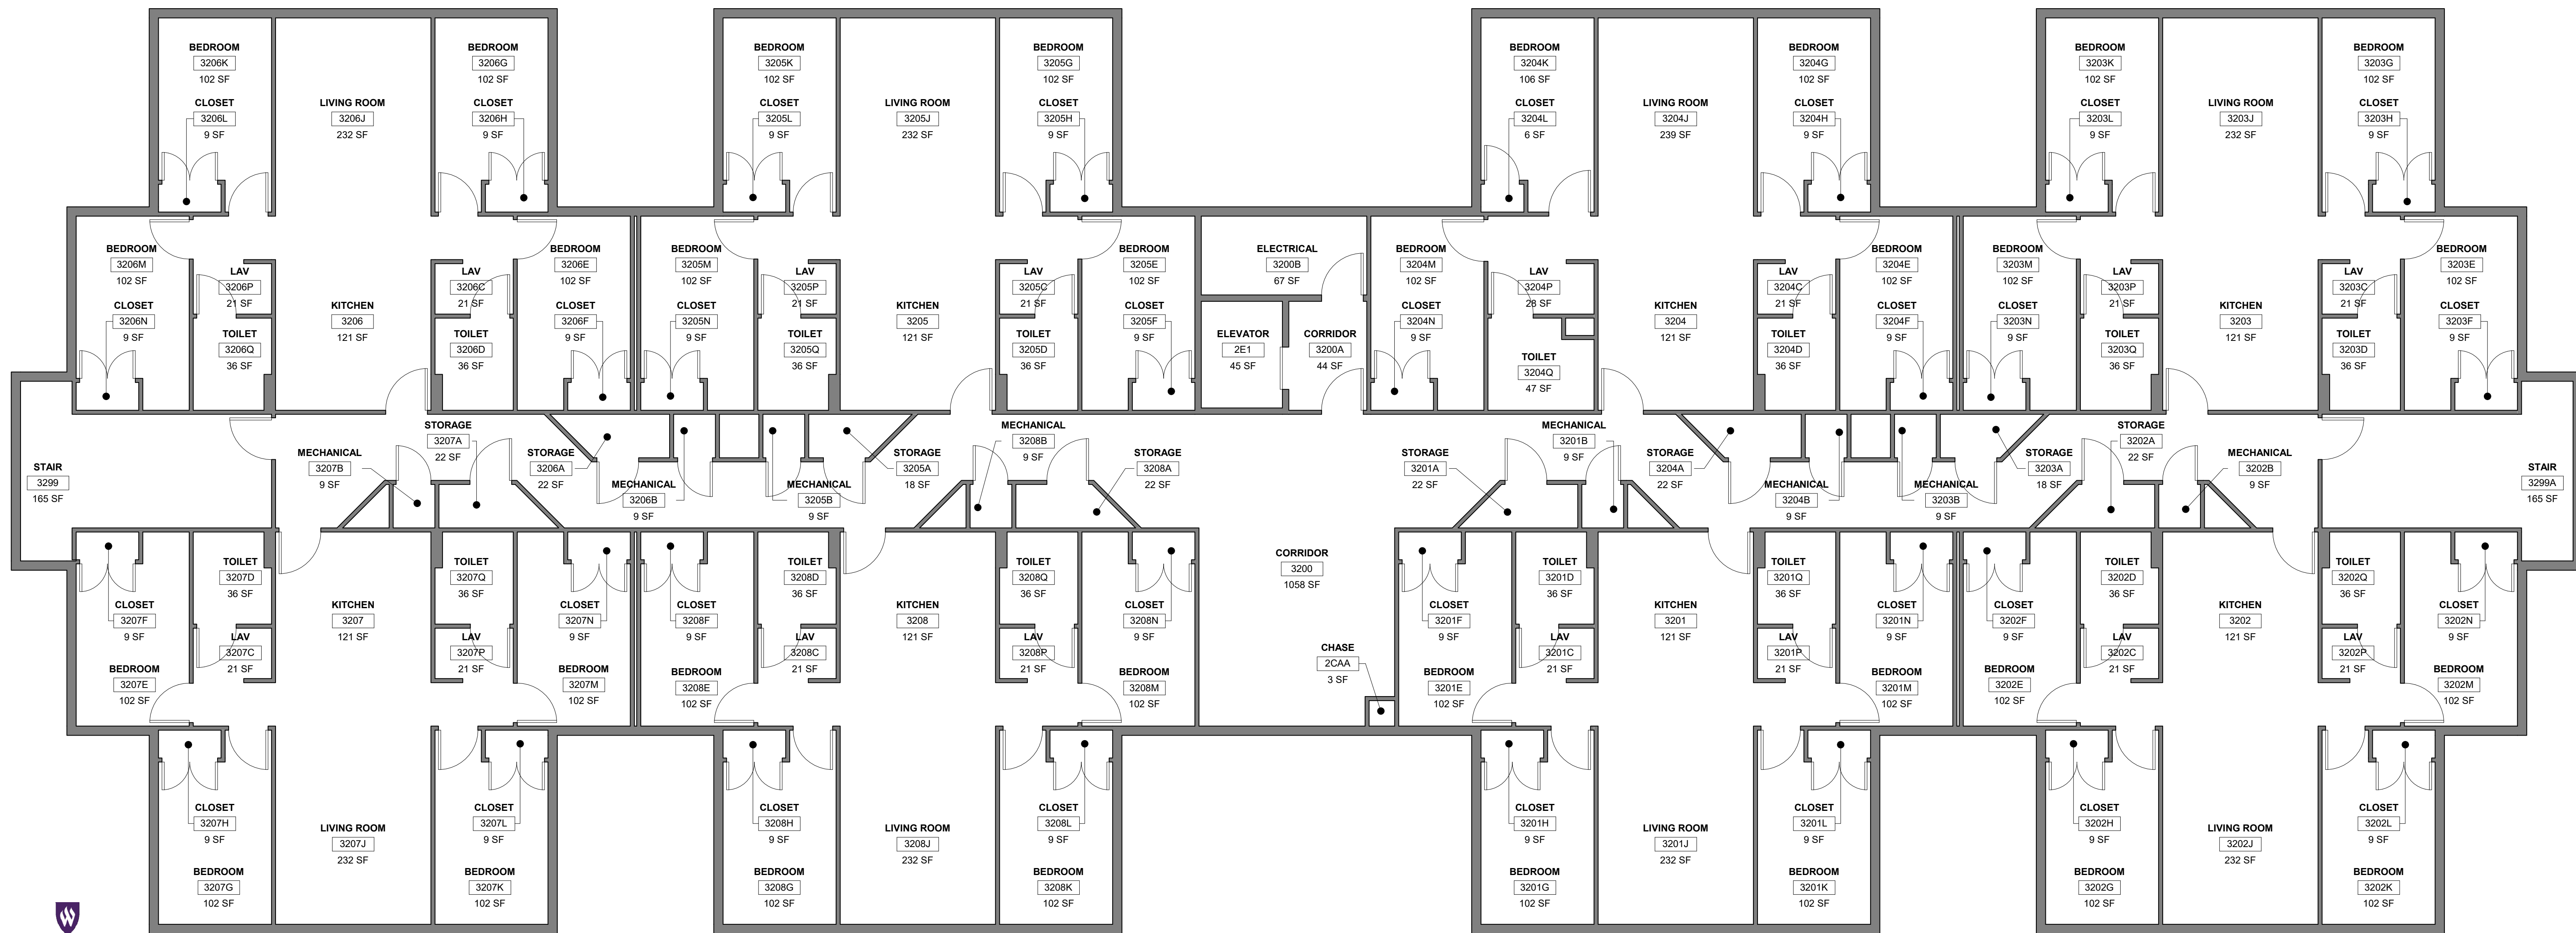 BEDROOM
3206K
102 SF
CLOSET
3206L
9 SF
LIVING ROOM
3206J
232 SF
BEDROOM
3206G
102 SF
CLOSET
3206H
9 SF
BEDROOM
3205K
102 SF
CLOSET
3205L
9 SF
LIVING ROOM
3205J
232 SF
BEDROOM
3205G
102 SF
CLOSET
3205H
9 SF
BEDROOM
3204K
106 SF
CLOSET
3204L
6 SF
LIVING ROOM
3204J
239 SF
BEDROOM
3204G
102 SF
CLOSET
3204H
9 SF
BEDROOM
3203K
102 SF
CLOSET
3203L
9 SF
LIVING ROOM
3203J
232 SF
BEDROOM
3203G
102 SF
CLOSET
3203H
9 SF
BEDROOM
3206M
102 SF
CLOSET
3206N
9 SF
LAV
3206P
21 SF
TOILET
3206Q
36 SF
KITCHEN
3206
121 SF
LAV
3206C
21 SF
TOILET
3206D
36 SF
BEDROOM
3206E
102 SF
CLOSET
3206F
9 SF
BEDROOM
3205M
102 SF
CLOSET
3205N
9 SF
LAV
3205P
21 SF
TOILET
3205Q
36 SF
KITCHEN
3205
121 SF
LAV
3205C
21 SF
TOILET
3205D
36 SF
BEDROOM
3205E
102 SF
CLOSET
3205F
9 SF
ELECTRICAL
3200B
67 SF
ELEVATOR
2E1
45 SF
CORRIDOR
3200A
44 SF
BEDROOM
3204M
102 SF
CLOSET
3204N
9 SF
LAV
3204P
28 SF
TOILET
3204Q
47 SF
KITCHEN
3204
121 SF
LAV
3204C
21 SF
TOILET
3204D
36 SF
BEDROOM
3204E
102 SF
CLOSET
3204F
9 SF
BEDROOM
3203M
102 SF
CLOSET
3203N
9 SF
LAV
3203P
21 SF
TOILET
3203Q
36 SF
KITCHEN
3203
121 SF
LAV
3203C
21 SF
TOILET
3203D
36 SF
BEDROOM
3203E
102 SF
CLOSET
3203F
9 SF
STAIR
3299
165 SF
MECHANICAL
3207B
9 SF
STORAGE
3207A
22 SF
STORAGE
3206A
22 SF
MECHANICAL
3206B
9 SF
MECHANICAL
3205B
9 SF
STORAGE
3205A
18 SF
MECHANICAL
3208B
9 SF
STORAGE
3208A
22 SF
STORAGE
3201A
22 SF
MECHANICAL
3201B
9 SF
STORAGE
3204A
22 SF
MECHANICAL
3204B
9 SF
MECHANICAL
3203B
9 SF
STORAGE
3203A
18 SF
STORAGE
3202A
22 SF
MECHANICAL
3202B
9 SF
STAIR
3299A
165 SF
CLOSET
3207F
9 SF
BEDROOM
3207E
102 SF
TOILET
3207D
36 SF
LAV
3207C
21 SF
KITCHEN
3207
121 SF
TOILET
3207Q
36 SF
LAV
3207P
21 SF
CLOSET
3207N
9 SF
BEDROOM
3207M
102 SF
CLOSET
3208F
9 SF
BEDROOM
3208E
102 SF
TOILET
3208D
36 SF
LAV
3208C
21 SF
KITCHEN
3208
121 SF
TOILET
3208Q
36 SF
LAV
3208P
21 SF
CLOSET
3208N
9 SF
BEDROOM
3208M
102 SF
CORRIDOR
3200
1058 SF
CHASE
2CAA
3 SF
CLOSET
3201F
9 SF
BEDROOM
3201E
102 SF
TOILET
3201D
36 SF
LAV
3201C
21 SF
KITCHEN
3201
121 SF
TOILET
3201Q
36 SF
LAV
3201P
21 SF
CLOSET
3201N
9 SF
BEDROOM
3201M
102 SF
CLOSET
3202F
9 SF
BEDROOM
3202E
102 SF
TOILET
3202D
36 SF
LAV
3202C
21 SF
KITCHEN
3202
121 SF
TOILET
3202Q
36 SF
LAV
3202P
21 SF
CLOSET
3202N
9 SF
BEDROOM
3202M
102 SF
CLOSET
3207H
9 SF
BEDROOM
3207G
102 SF
LIVING ROOM
3207J
232 SF
CLOSET
3207L
9 SF
BEDROOM
3207K
102 SF
CLOSET
3208H
9 SF
BEDROOM
3208G
102 SF
LIVING ROOM
3208J
232 SF
CLOSET
3208L
9 SF
BEDROOM
3208K
102 SF
CLOSET
3201H
9 SF
BEDROOM
3201G
102 SF
LIVING ROOM
3201J
232 SF
CLOSET
3201L
9 SF
BEDROOM
3201K
102 SF
CLOSET
3202H
9 SF
BEDROOM
3202G
102 SF
LIVING ROOM
3202J
232 SF
CLOSET
3202L
9 SF
BEDROOM
3202K
102 SF
W